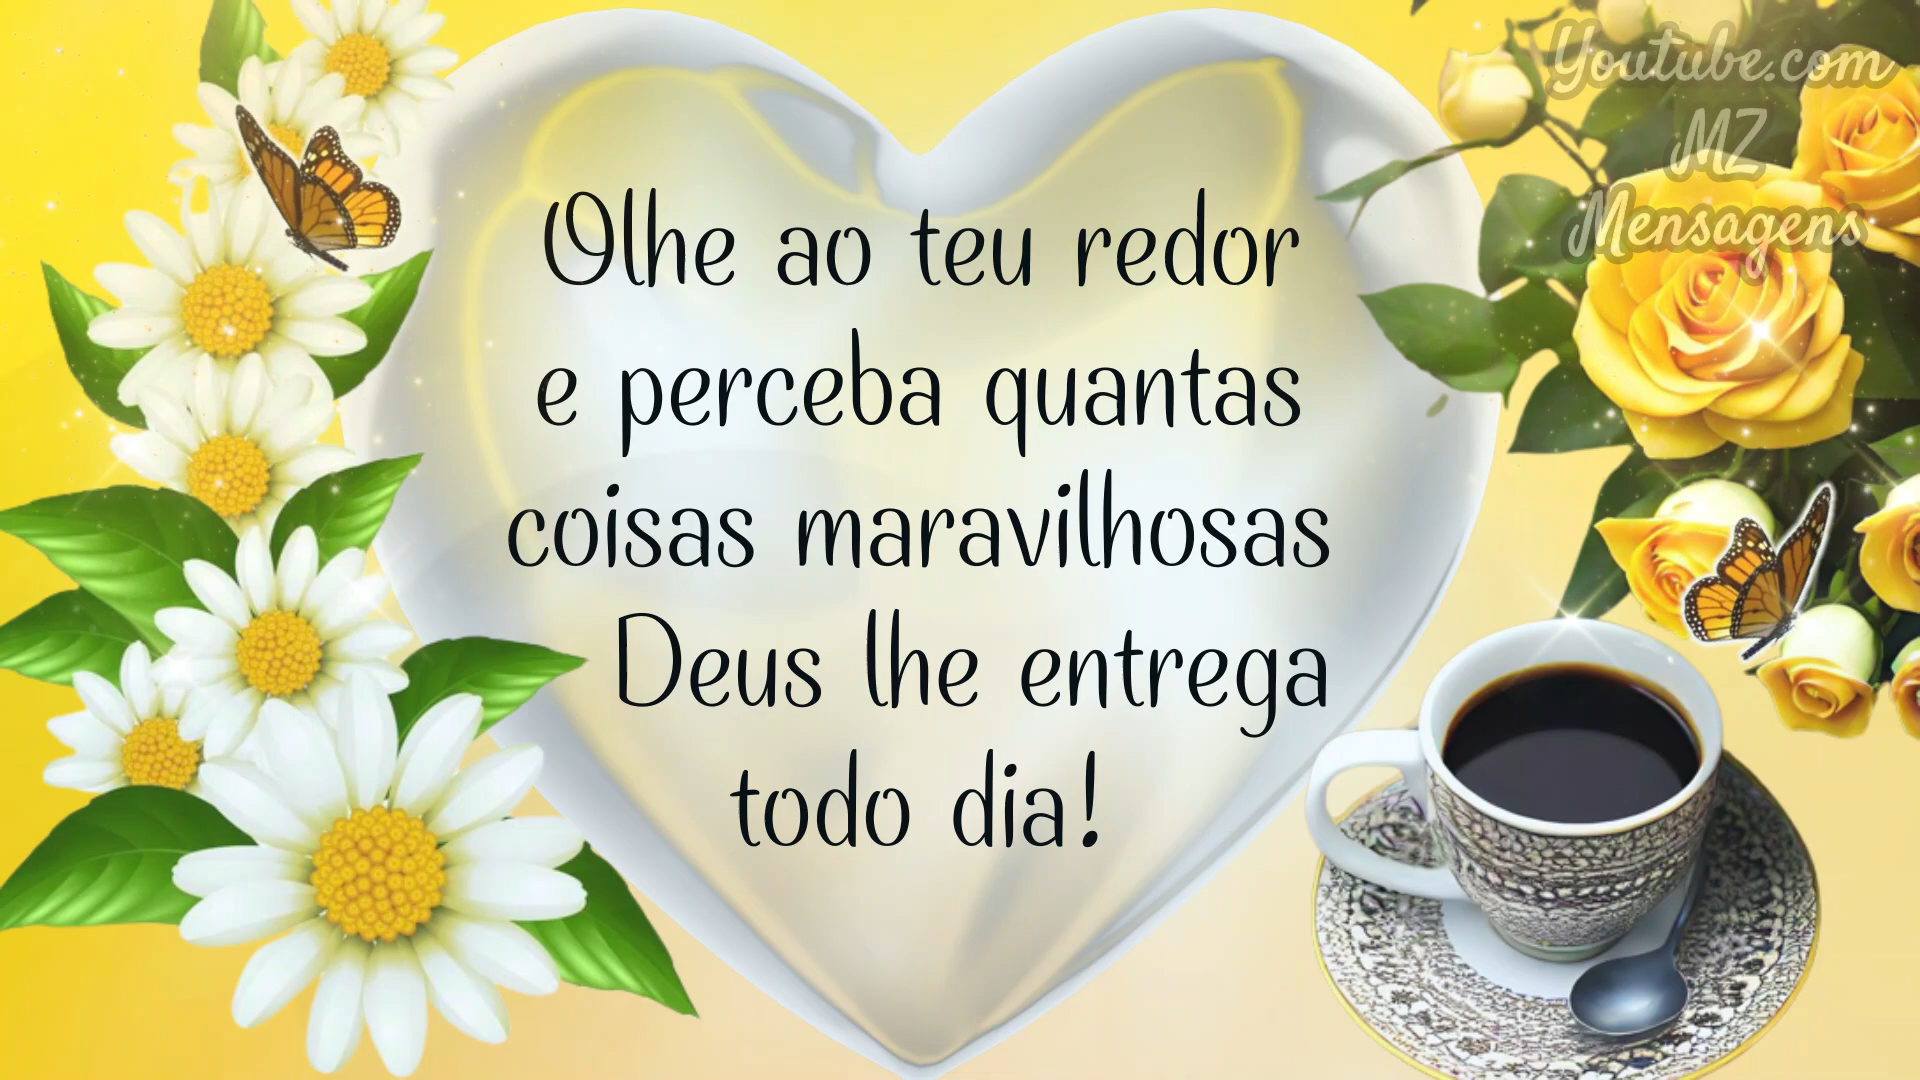 Youtube.com
MZ
Mensagens
Olhe ao teu redor
e perceba quantas
coisas maravilhosas
Deus lhe entrega
todo dia!